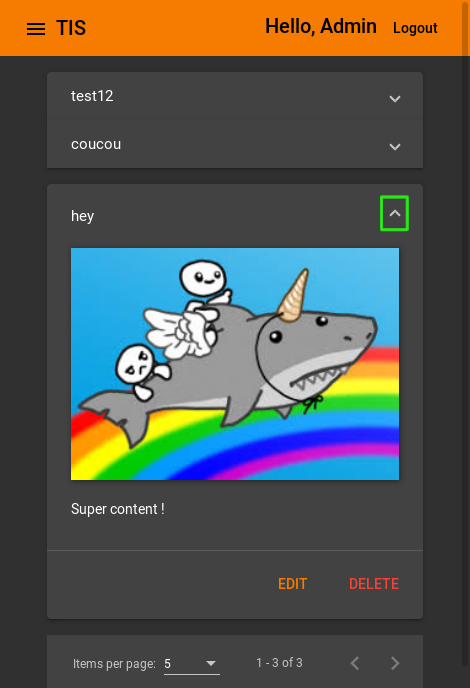 TIS
Hello, Admin
Logout
test12
coucou
hey
Super content !
EDIT
DELETE
Items per page: 5
1 - 3 of 3